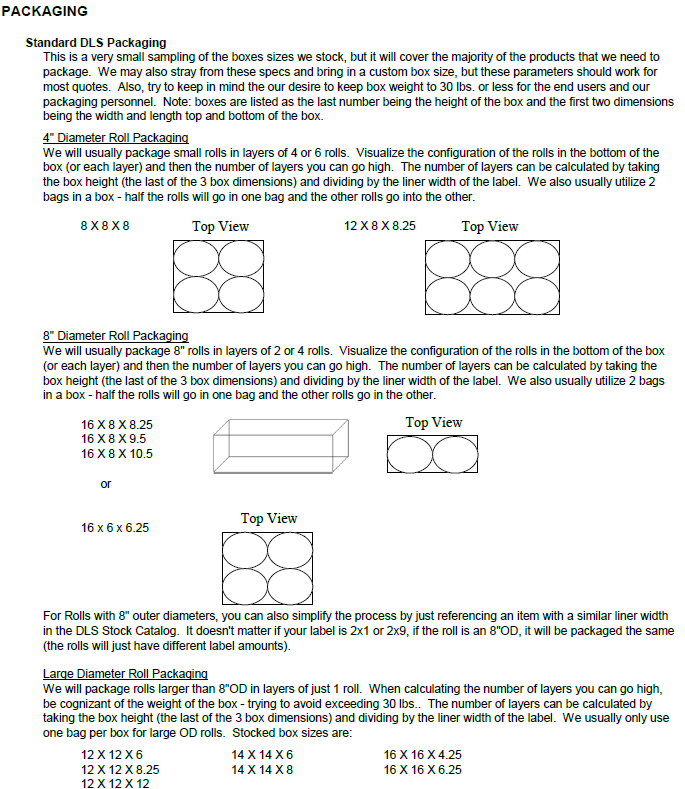 PACKAGING
Standard DLS Packaging
This is a very small sampling of the boxes sizes we stock, but it will cover the majority of the products that we need to
package. We may also stray from these specs and bring in a custom box size, but these parameters should work for
most quotes. Also, try to keep in mind the our desire to keep box weight to 30 lbs. or less for the end users and our
packaging personnel. Note: boxes are listed as the last number being the height of the box and the first two dimensions
being the width and length top and bottom of the box.
4" Diameter Roll Packaging
We will usually package small rolls in layers of 4 or 6 rolls. Visualize the configuration of the rolls in the bottom of the
box (or each layer) and then the number of layers you can go high. The number of layers can be calculated by taking
the box height (the last of the 3 box dimensions) and dividing by the liner width of the label. We also usually utilize 2
bags in a box - half the rolls will go in one bag and the other rolls go into the other.
8 X 8 X 8 Top View 12 X 8 X 8.25 Top View
8" Diameter Roll Packaging
We will usually package 8" rolls in layers of 2 or 4 rolls. Visualize the configuration of the rolls in the bottom of the box
(or each layer) and then the number of layers you can go high. The number of layers can be calculated by taking the
box height (the last of the 3 box dimensions) and dividing by the liner width of the label. We also usually utilize 2 bags
in a box - half the rolls will go in one bag and the other rolls go in the other.
16 X 8 X 8.25 Top View
16 X 8 X 9.5
16 X 8 X 10.5
or
Top View
16 x 6 x 6.25
For Rolls with 8" outer diameters, you can also simplify the process by just referencing an item with a similar liner width
in the DLS Stock Catalog. It doesn't matter if your label is 2x1 or 2x9, if the roll is an 8"OD, it will be packaged the same
(the rolls will just have different label amounts).
Large Diameter Roll Packaging
We will package rolls larger than 8"OD in layers of just 1 roll. When calculating the number of layers you can go high,
be cognizant of the weight of the box - trying to avoid exceeding 30 lbs.. The number of layers can be calculated by
taking the box height (the last of the 3 box dimensions) and dividing by the liner width of the label. We usually only use
one bag per box for large OD rolls. Stocked box sizes are:
12 X 12 X 6 14 X 14 X 6 16 X 16 X 4.25
12 X 12 X 8.25 14 X 14 X 8 16 X 16 X 6.25
12 X 12 X 12